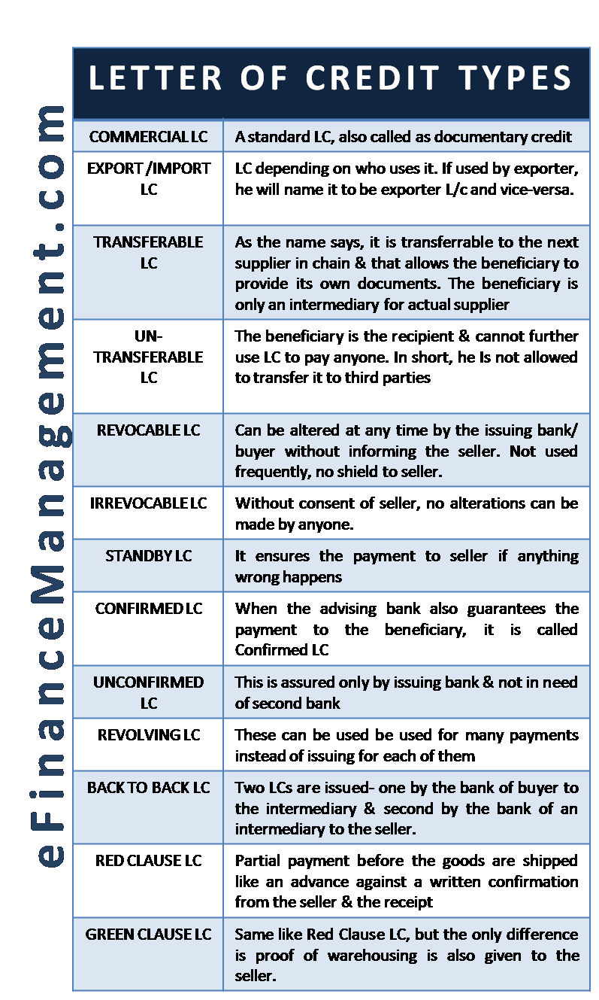 LETTER OF CREDIT TYPES
COMMERCIAL LC
A standard LC, also called as documentary credit
EXPORT /IMPORT
LC
LC depending on who uses it. If used by exporter,
he will name it to be exporter L/c and vice-versa.
TRANSFERABLE
LC
As the name says, it is transferrable to the next
supplier in chain & that allows the beneficiary to
provide its own documents. The beneficiary is
only an intermediary for actual supplier
UN-
TRANSFERABLE
LC
The beneficiary is the recipient & cannot further
use LC to pay anyone. In short, he Is not allowed
to transfer it to third parties
REVOCABLE LC
Can be altered at any time by the issuing bank/
buyer without informing the seller. Not used
frequently, no shield to seller.
IRREVOCABLE LC
Without consent of seller, no alterations can be
made by anyone.
STANDBY LC
It ensures the payment to seller if anything
wrong happens
CONFIRMED LC
When the advising bank also guarantees the
payment to the beneficiary, it is called
Confirmed LC
UNCONFIRMED
LC
This is assured only by issuing bank & not in need
of second bank
REVOLVING LC
These can be used be used for many payments
instead of issuing for each of them
BACK TO BACK LC
Two LCs are issued- one by the bank of buyer to
the intermediary & second by the bank of an
intermediary to the seller.
RED CLAUSE LC
Partial payment before the goods are shipped
like an advance against a written confirmation
from the seller & the receipt
GREEN CLAUSE LC
Same like Red Clause LC, but the only difference
is proof of warehousing is also given to the
seller.
eFinanceManagement.com